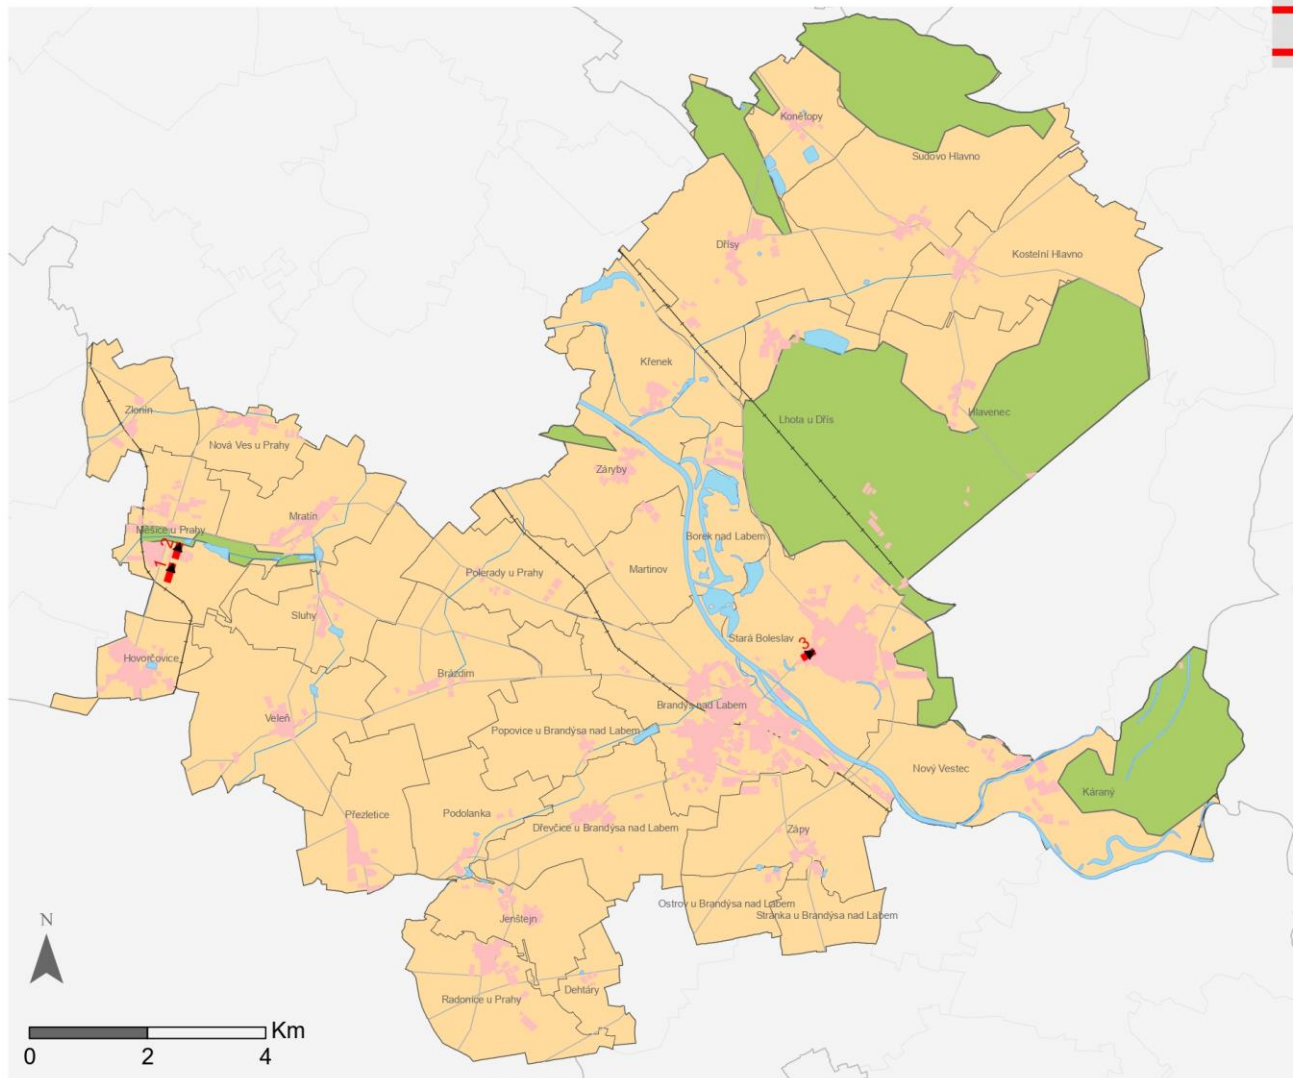 Konětopy
Sudovo Hlavno
Dřísy
Kostelní Hlavno
Křenek
Zlonín
Lhota u Dřís
Hlavenec
Nová Ves u Prahy
Záryby
Mratín
Měšice u Prahy
Borek nad Labem
2
1
Polerady u Prahy
Martinov
Sluhy
Stará Boleslav
3
Hovorčovice
Brázdim
Brandýs nad Labem
Veleň
Popovice u Brandýsa nad Labem
Nový Vestec
Káraný
Přezletice
Podolanka
Dřevčice u Brandýsa nad Labem
Zápy
Ostrov u Brandýsa nad Labem
Stránka u Brandýsa nad Labem
Jenštejn
N
Dehtáry
Radonice u Prahy
Km
0 2 4